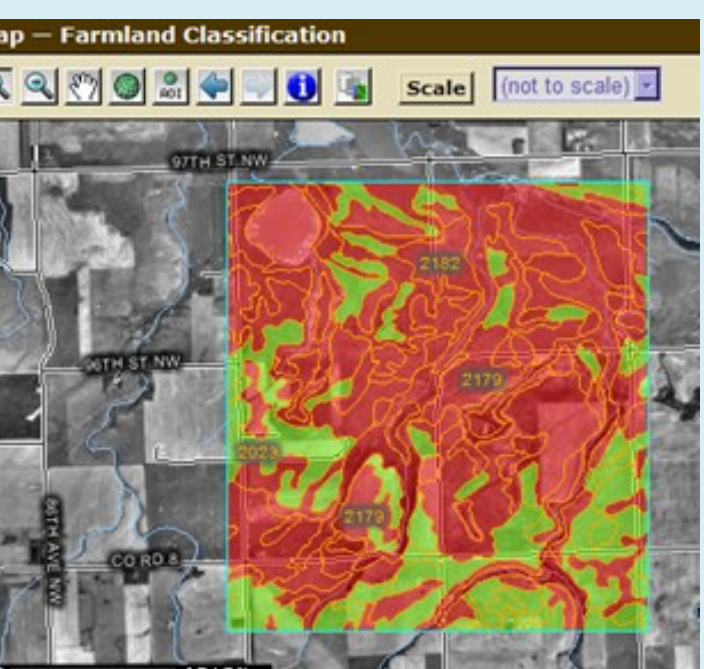 ap — Farmland Classification
AOI
Scale
(not to scale)
97TH ST NW
2182
96TH ST NW
2179
2023
86TH AVE NW
2179
CO RD 8